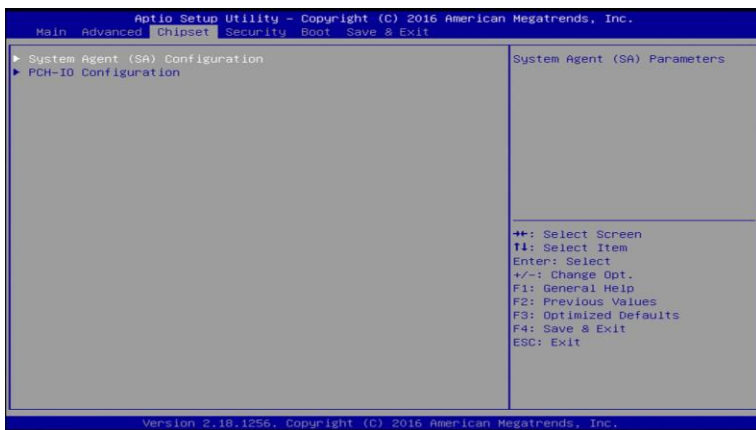 Aptio Setup Utility – Copyright (C) 2016 American Megatrends, Inc.
Main Advanced Chipset Security Boot Save & Exit
▶ System Agent (SA) Configuration
▶ PCH-IO Configuration
System Agent (SA) Parameters
→←: Select Screen
↑↓: Select Item
Enter: Select
+/-: Change Opt.
F1: General Help
F2: Previous Values
F3: Optimized Defaults
F4: Save & Exit
ESC: Exit
Version 2.18.1256. Copyright (C) 2016 American Megatrends, Inc.